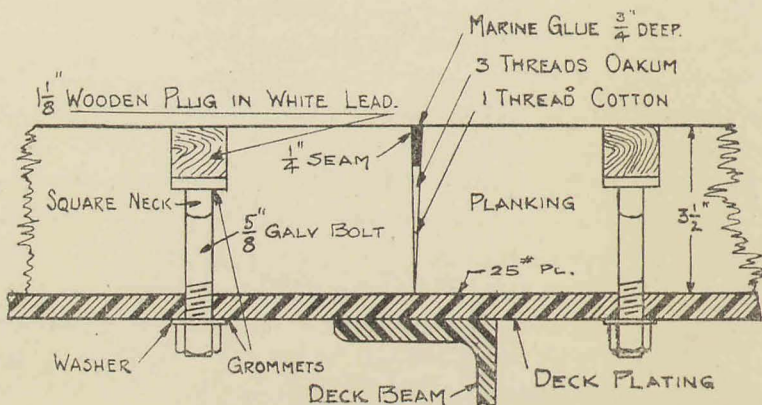 MARINE GLUE 3/4" DEEP.
3 THREADS OAKUM
1 THREAD COTTON
1 1/8" WOODEN PLUG IN WHITE LEAD.
1/4" SEAM
SQUARE NECK
PLANKING
3 1/2"
5/8" GALV BOLT
25# PL.
WASHER
GROMMETS
DECK BEAM
DECK PLATING